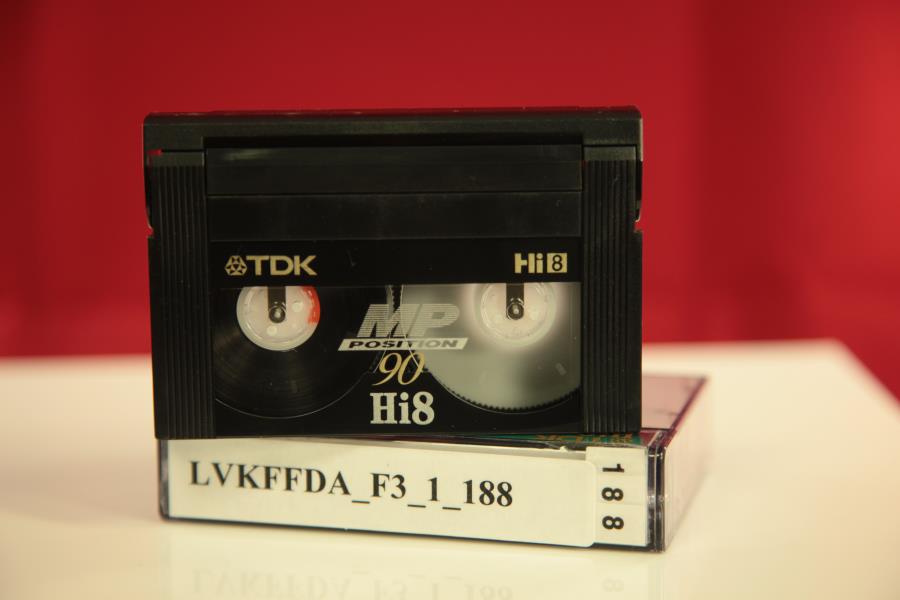 TDK
Hi8
MP
POSITION
90
Hi8
LVKFFDA_F3_1_188
188